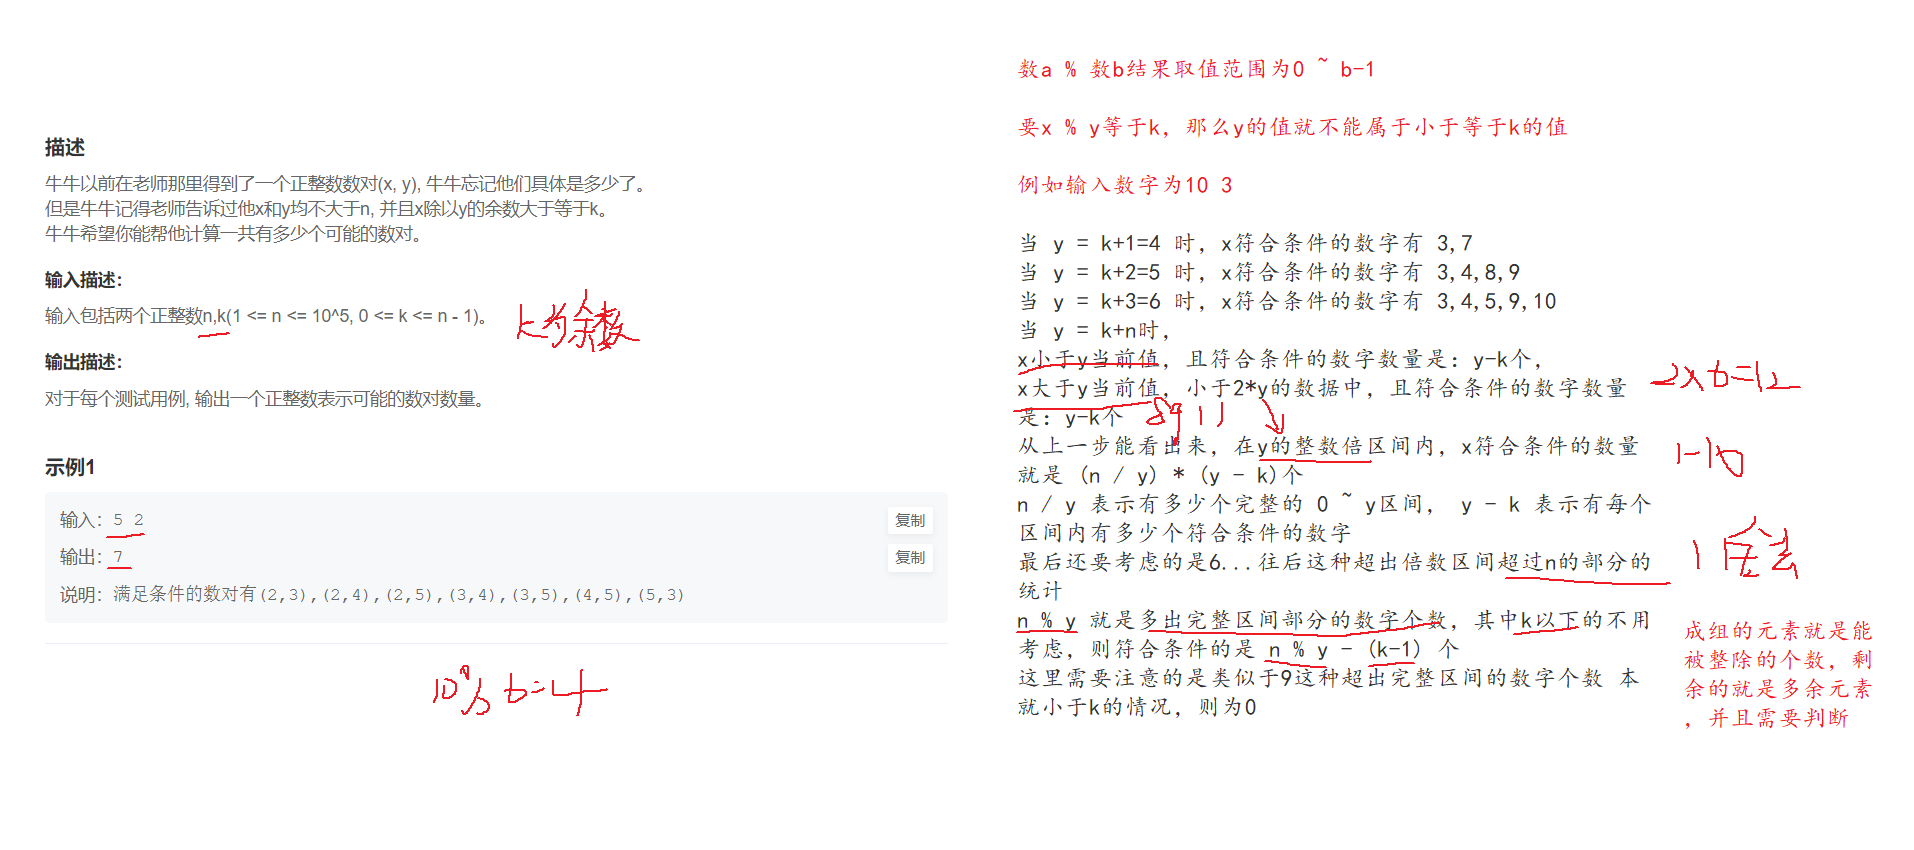 描述
牛牛以前在老师那里得到了一个正整数数对(x, y), 牛牛忘记他们具体是多少了。
但是牛牛记得老师告诉过他x和y均不大于n, 并且x除以y的余数大于等于k。
牛牛希望你能帮他计算一共有多少个可能的数对。
输入描述：
输入包括两个正整数n,k(1 <= n <= 10^5, 0 <= k <= n - 1)。
k为余数
输出描述：
对于每个测试用例, 输出一个正整数表示可能的数对数量。
示例1
输入：5 2
复制
输出：7
复制
说明：满足条件的数对有(2,3),(2,4),(2,5),(3,4),(3,5),(4,5),(5,3)
10%6=4
数a % 数b结果取值范围为0 ~ b-1
要x % y等于k，那么y的值就不能属于小于等于k的值
例如输入数字为10 3
当 y = k+1=4 时，x符合条件的数字有 3,7
当 y = k+2=5 时，x符合条件的数字有 3,4,8,9
当 y = k+3=6 时，x符合条件的数字有 3,4,5,9,10
当 y = k+n时，
x小于y当前值，且符合条件的数字数量是：y-k个，
x大于y当前值，小于2*y的数据中，且符合条件的数字数量
是：y-k个
2x6=12
从上一步能看出来，在y的整数倍区间内，x符合条件的数量
就是 (n / y) * (y - k)个
1-10
n / y 表示有多少个完整的 0 ~ y区间， y - k 表示有每个
区间内有多少个符合条件的数字
最后还要考虑的是6...往后这种超出倍数区间超过n的部分的
统计
n % y 就是多出完整区间部分的数字个数，其中k以下的不用
考虑，则符合条件的是 n % y - (k-1) 个
这里需要注意的是类似于9这种超出完整区间的数字个数 本
就小于k的情况，则为0
成组的元素就是能
被整除的个数，剩
余的就是多余元素
，并且需要判断